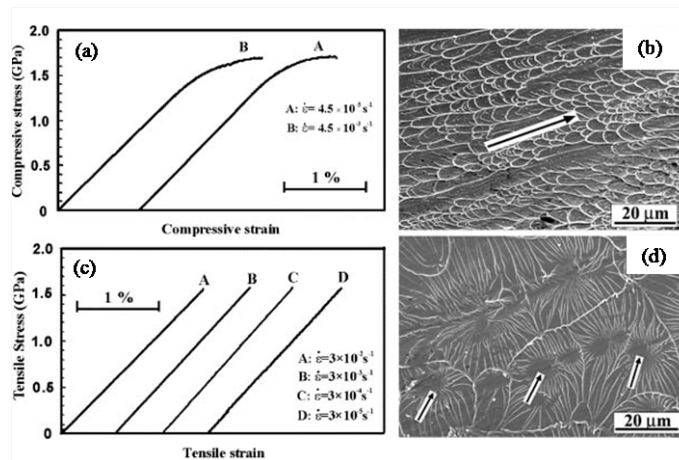 (a)
2.0
1.5
1.0
0.5
0
Compressive stress (GPa)
B
A
A: ε̇= 4.5 × 10⁻⁵s⁻¹
B: ε̇= 4.5 × 10⁻³s⁻¹
1 %
Compressive strain
(b)
20 µm
(c)
2.0
1.6
1.0
0.5
0
Tensile Stress (GPa)
1 %
A
B
C
D
A: ε̇=3×10⁻²s⁻¹
B: ε̇=3×10⁻³s⁻¹
C: ε̇=3×10⁻⁴s⁻¹
D: ε̇=3×10⁻⁵s⁻¹
Tensile strain
(d)
20 µm